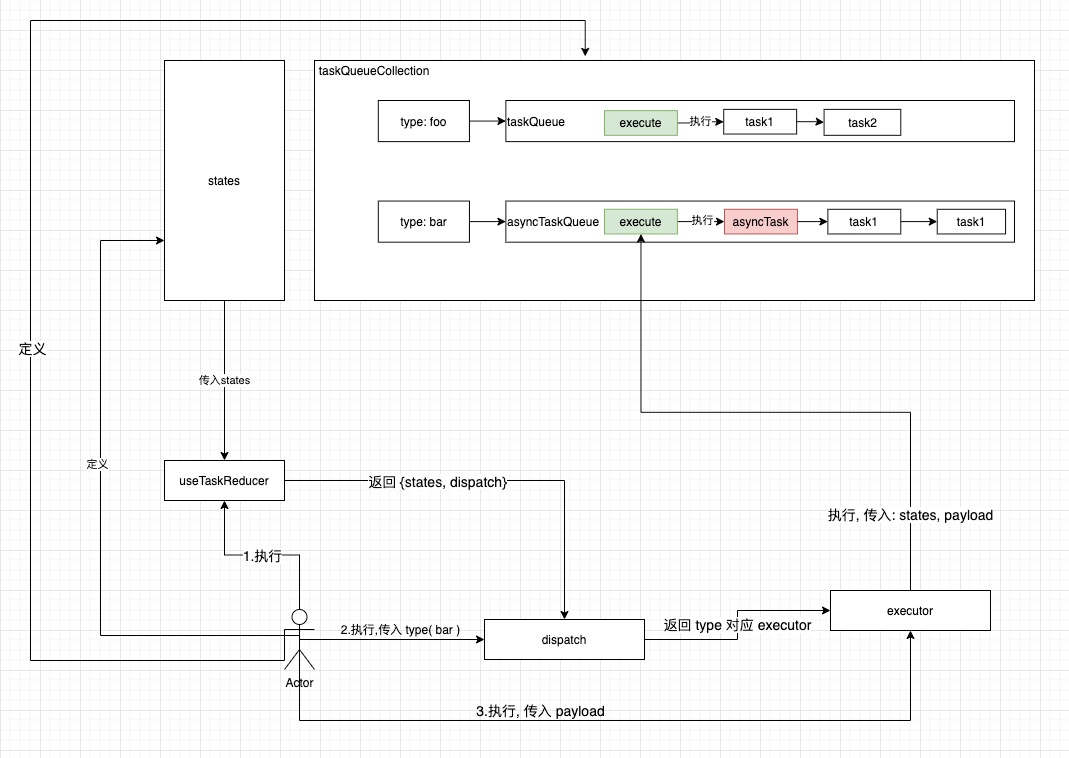 taskQueueCollection
type: foo
taskQueue
execute
执行
task1
task2
states
type: bar
asyncTaskQueue
execute
执行
asyncTask
task1
task1
定义
传入states
定义
useTaskReducer
返回 {states, dispatch}
执行, 传入: states, payload
1.执行
executor
2.执行,传入 type( bar )
返回 type 对应 executor
dispatch
Actor
3.执行, 传入 payload